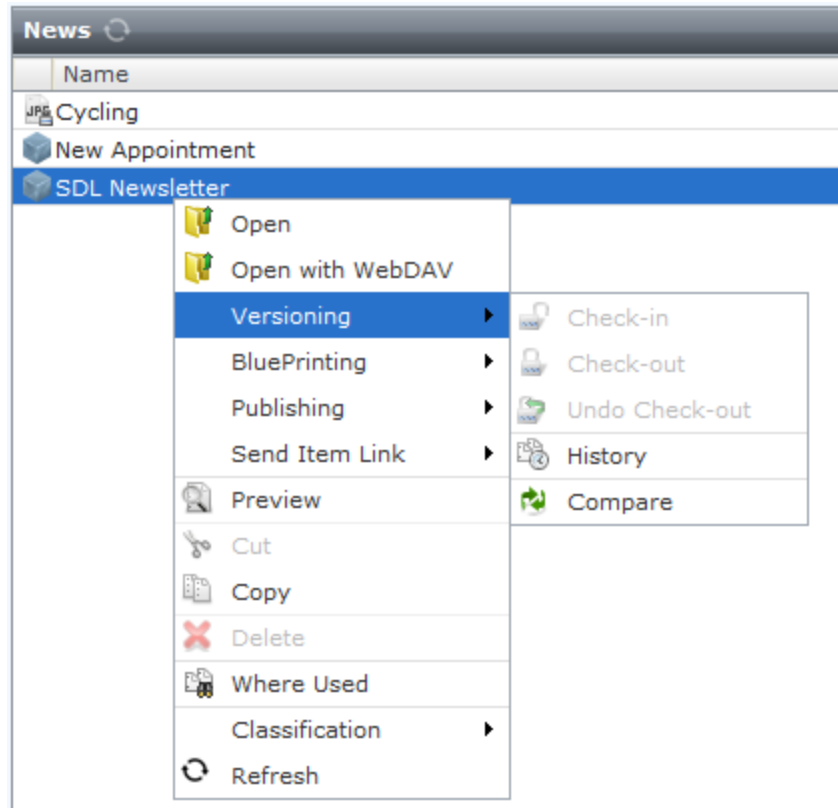 News
Name
JPG Cycling
New Appointment
SDL Newsletter
Open
Open with WebDAV
Versioning
Check-in
BluePrinting
Check-out
Publishing
Undo Check-out
Send Item Link
History
Preview
Compare
Cut
Copy
Delete
Where Used
Classification
Refresh